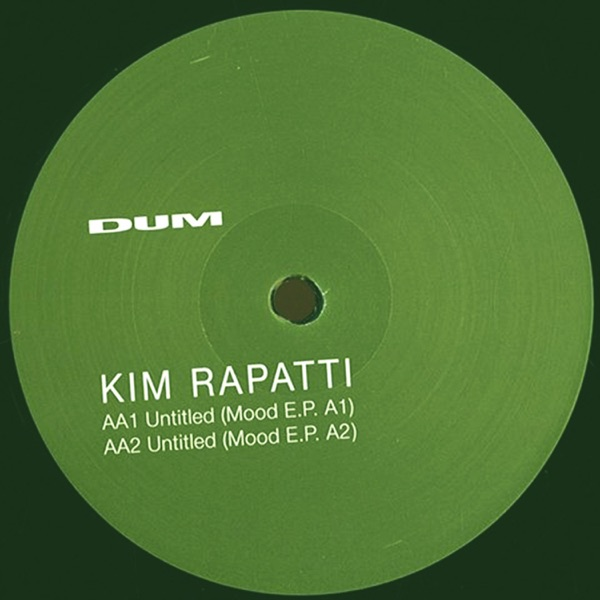 DUM
KIM RAPATTI
AA1 Untitled (Mood E.P. A1)
AA2 Untitled (Mood E.P. A2)